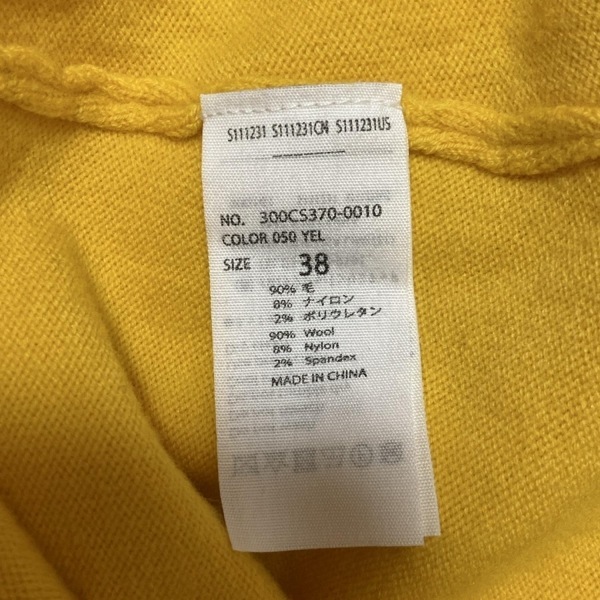 S111231 S111231CN S111231US
NO. 300CS370-0010
COLOR 050 YEL
SIZE 38
90% 毛
8% ナイロン
2% ポリウレタン
90% Wool
8% Nylon
2% Spandex
MADE IN CHINA